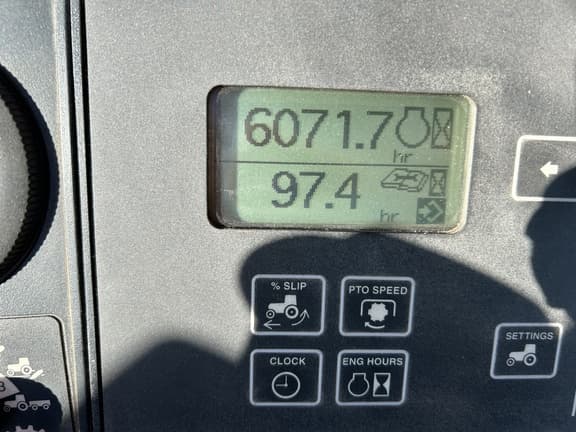 6071.7
hr
97.4
hr
% SLIP
PTO SPEED
CLOCK
ENG HOURS
SETTINGS